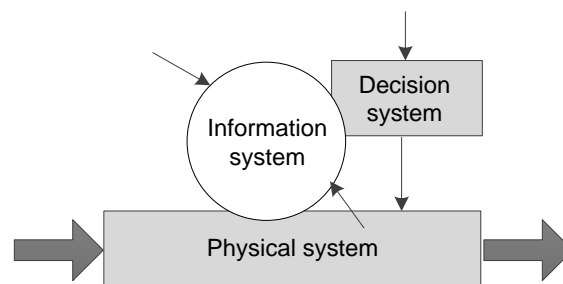 Decision
system
Information
system
Physical system